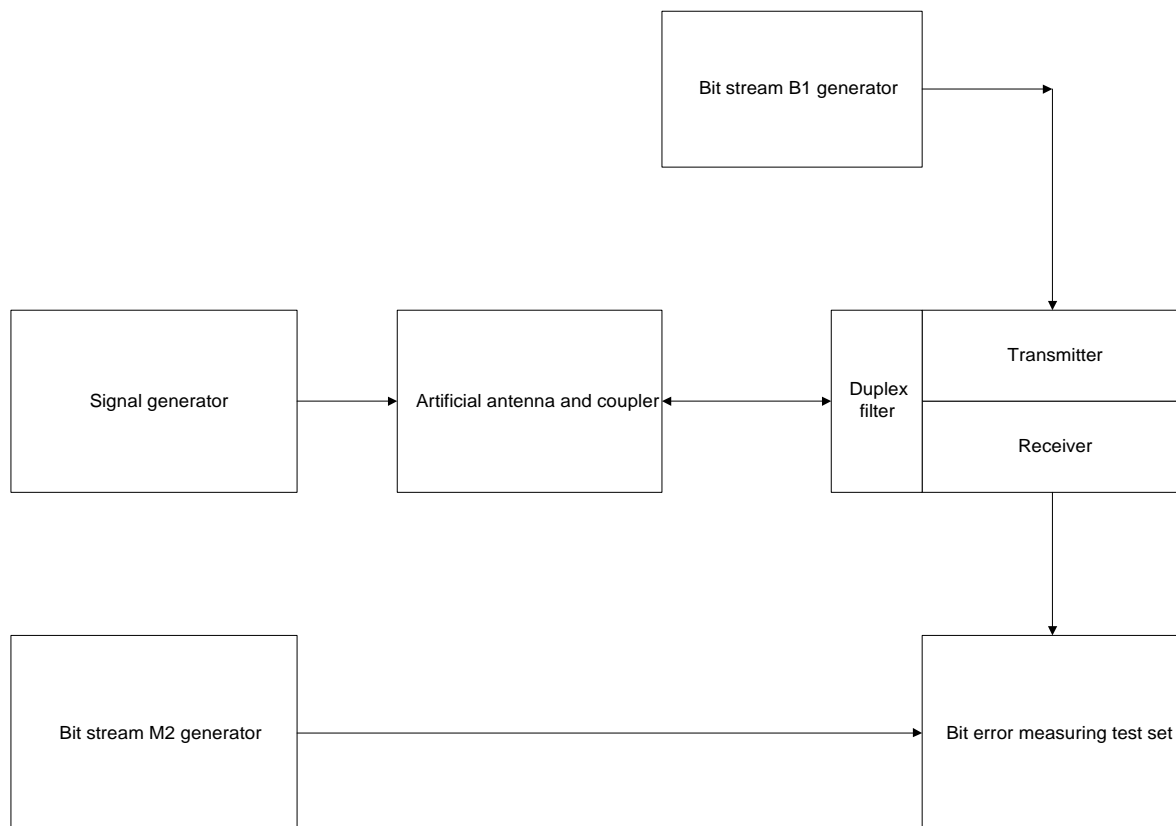 Bit stream B1 generator
Signal generator
Artificial antenna and coupler
Duplex
filter
Transmitter
Receiver
Bit stream M2 generator
Bit error measuring test set